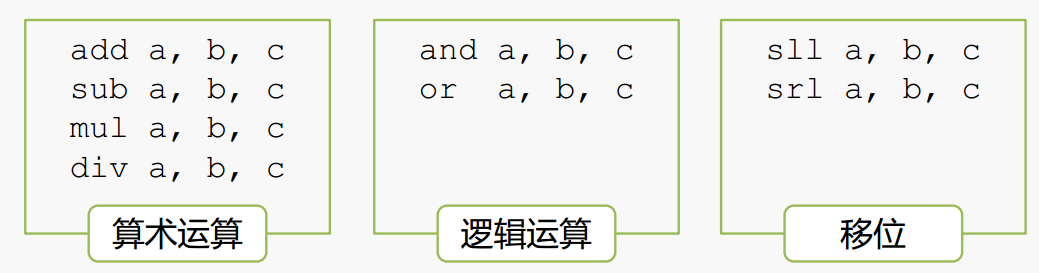 add a, b, c
sub a, b, c
mul a, b, c
div a, b, c
算术运算
and a, b, c
or  a, b, c
逻辑运算
sll a, b, c
srl a, b, c
移位